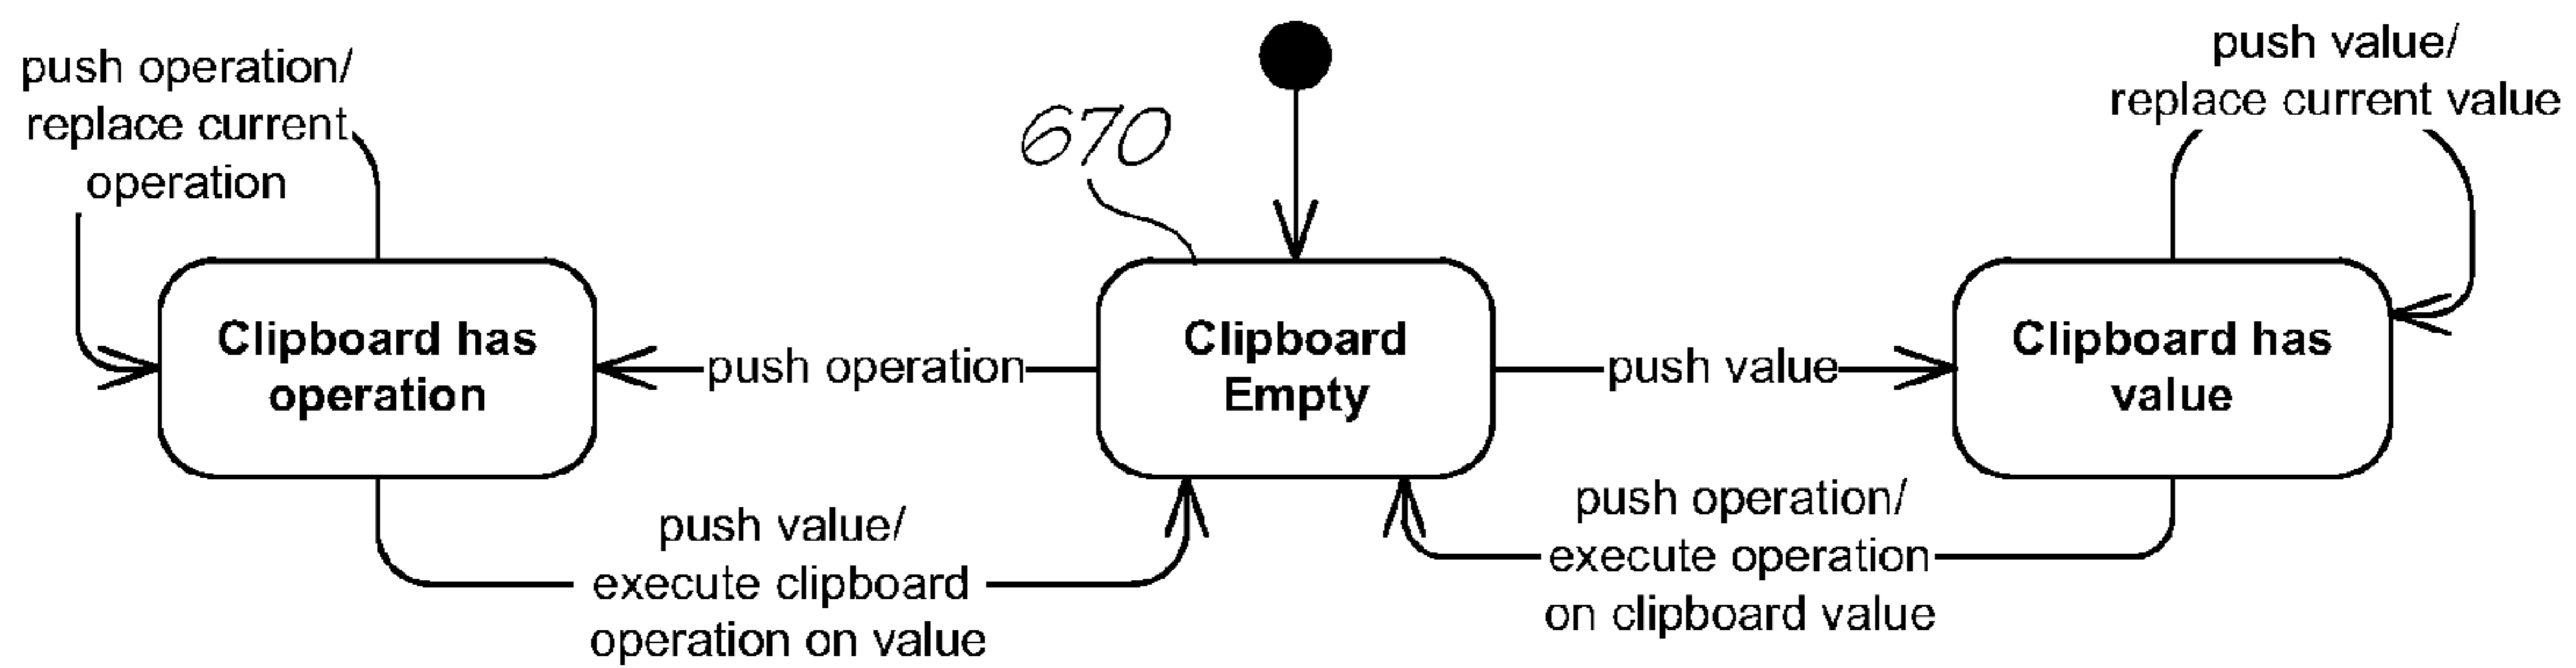 push operation/
replace current
operation
670
push value/
replace current value
Clipboard has
operation
push operation
Clipboard
Empty
push value
Clipboard has
value
push value/
execute clipboard
operation on value
push operation/
execute operation
on clipboard value